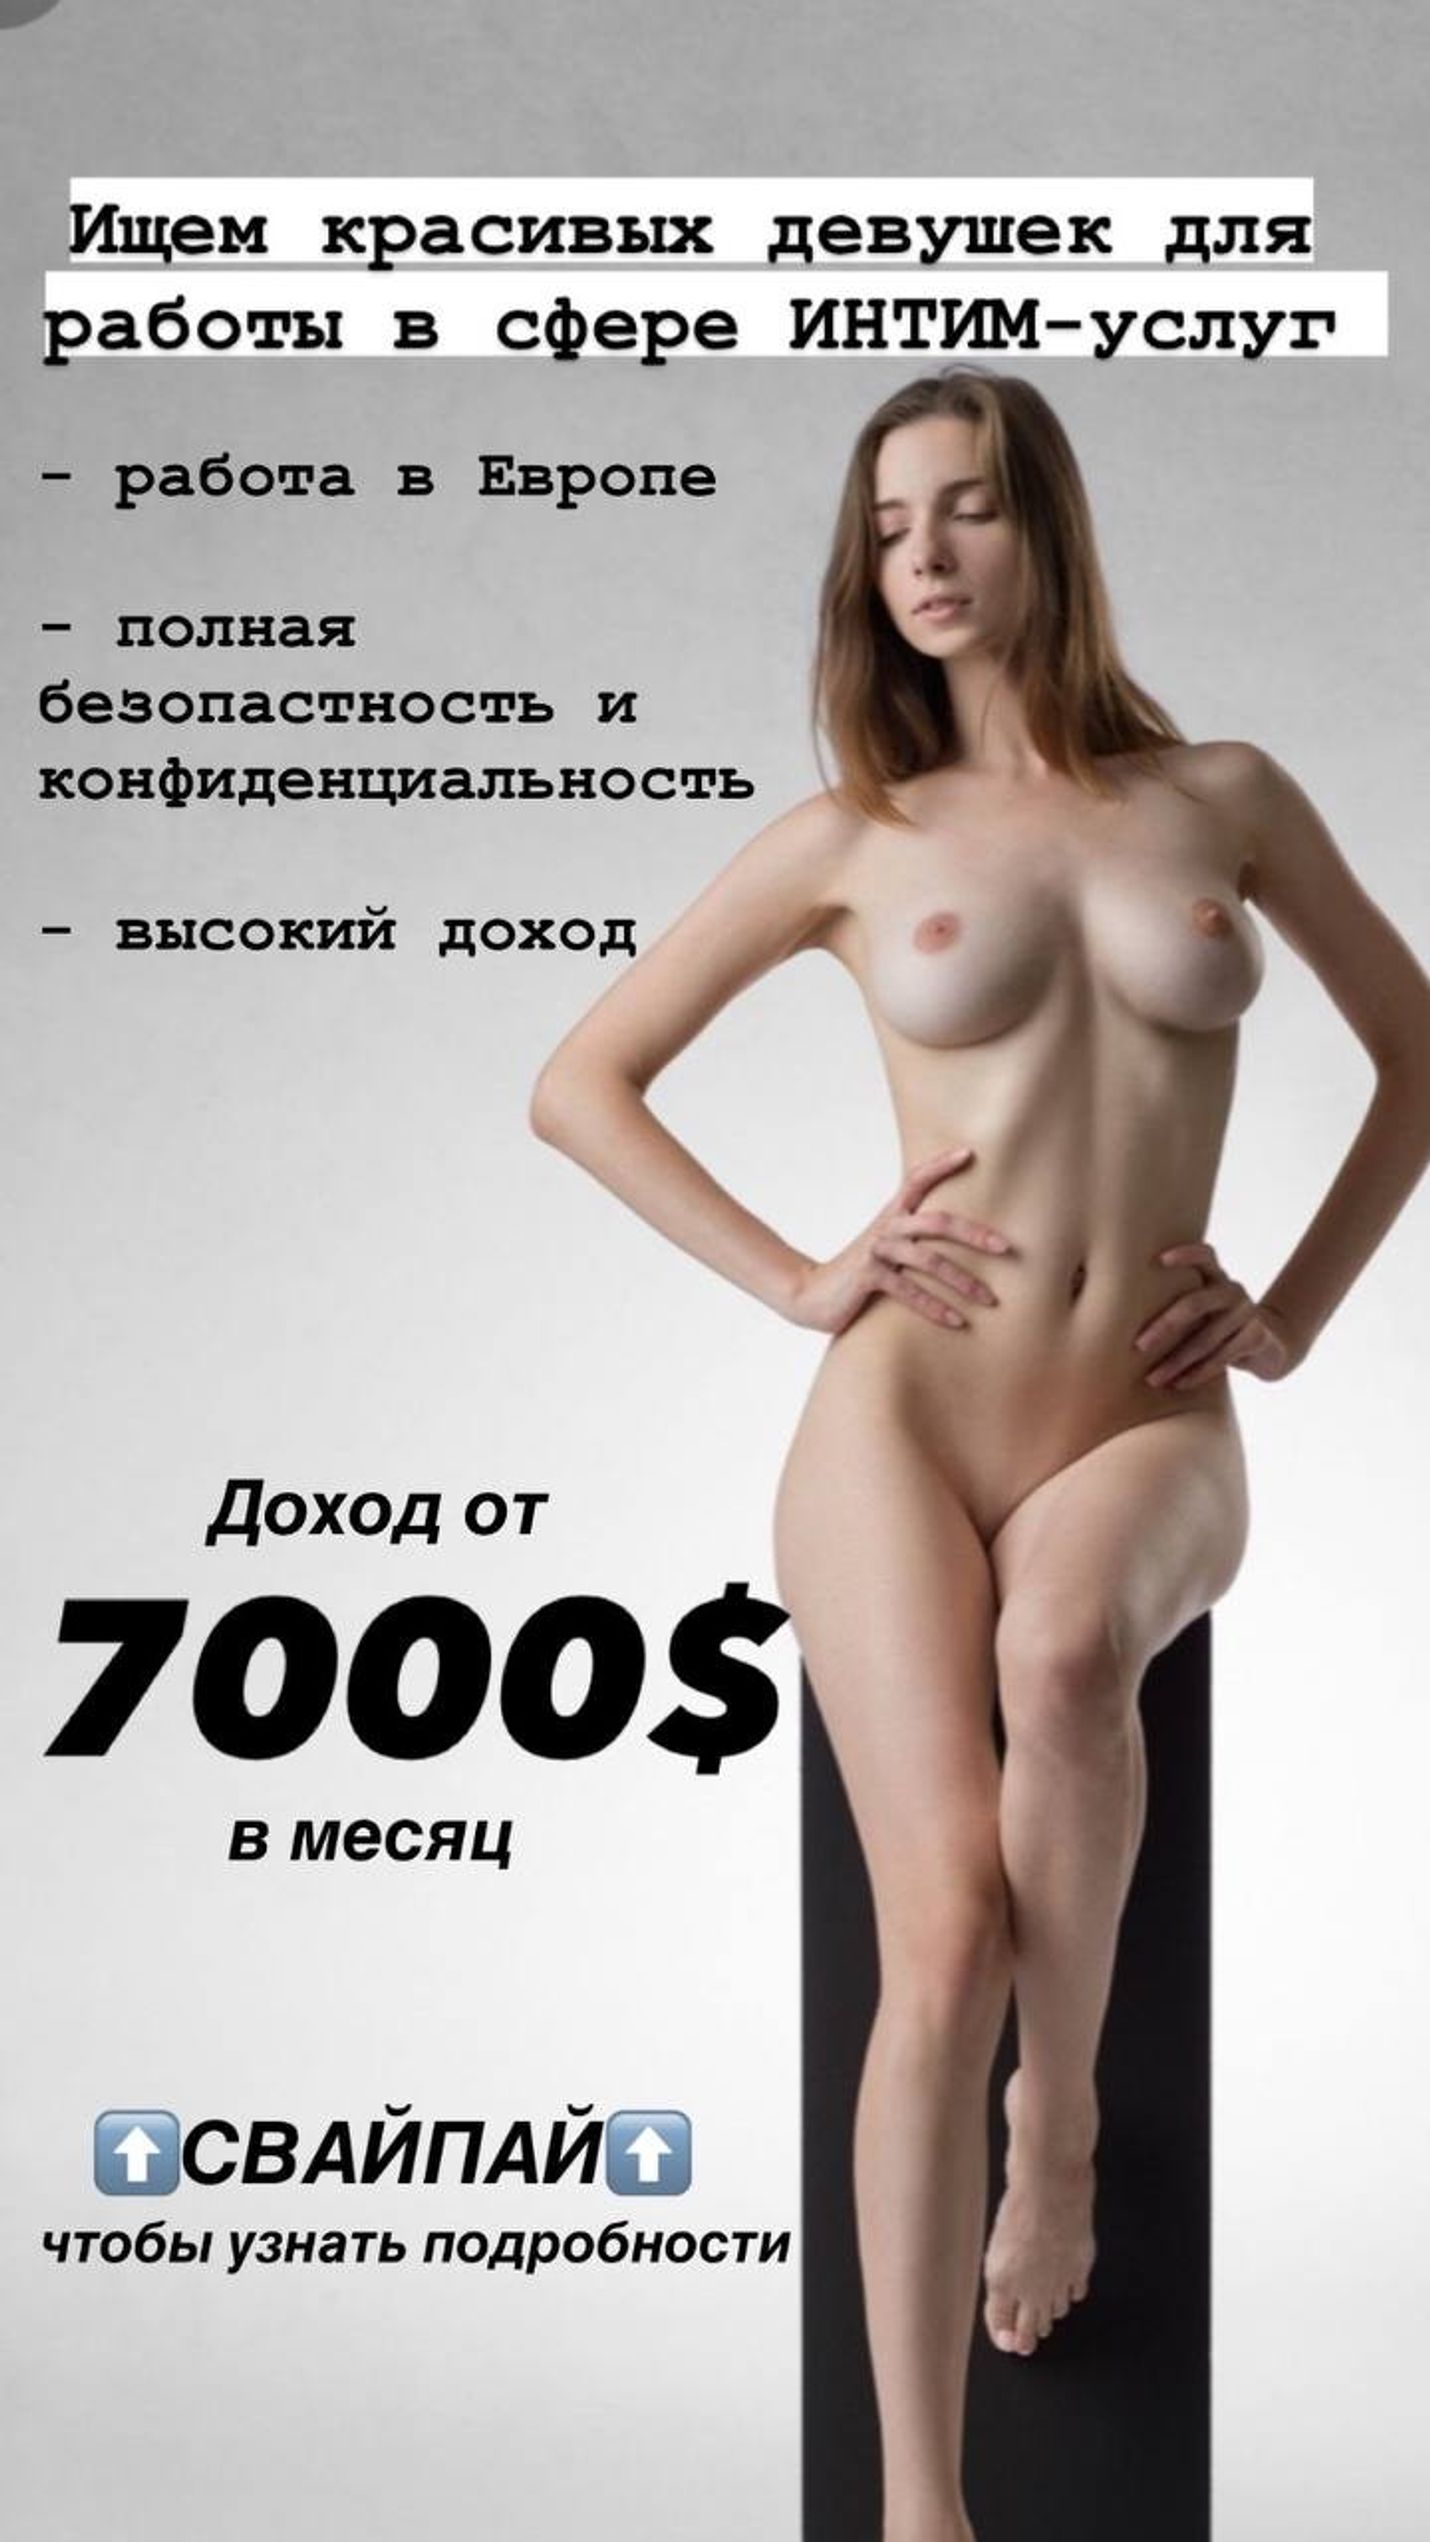 Ищем красивых девушек для
работы в сфере ИНТИМ-услуг
- работа в Европе
- полная
безопастность и
конфиденциальность
- высокий доход
Доход от
7000$
в месяц
⬆️СВАЙПАЙ⬆️
чтобы узнать подробности